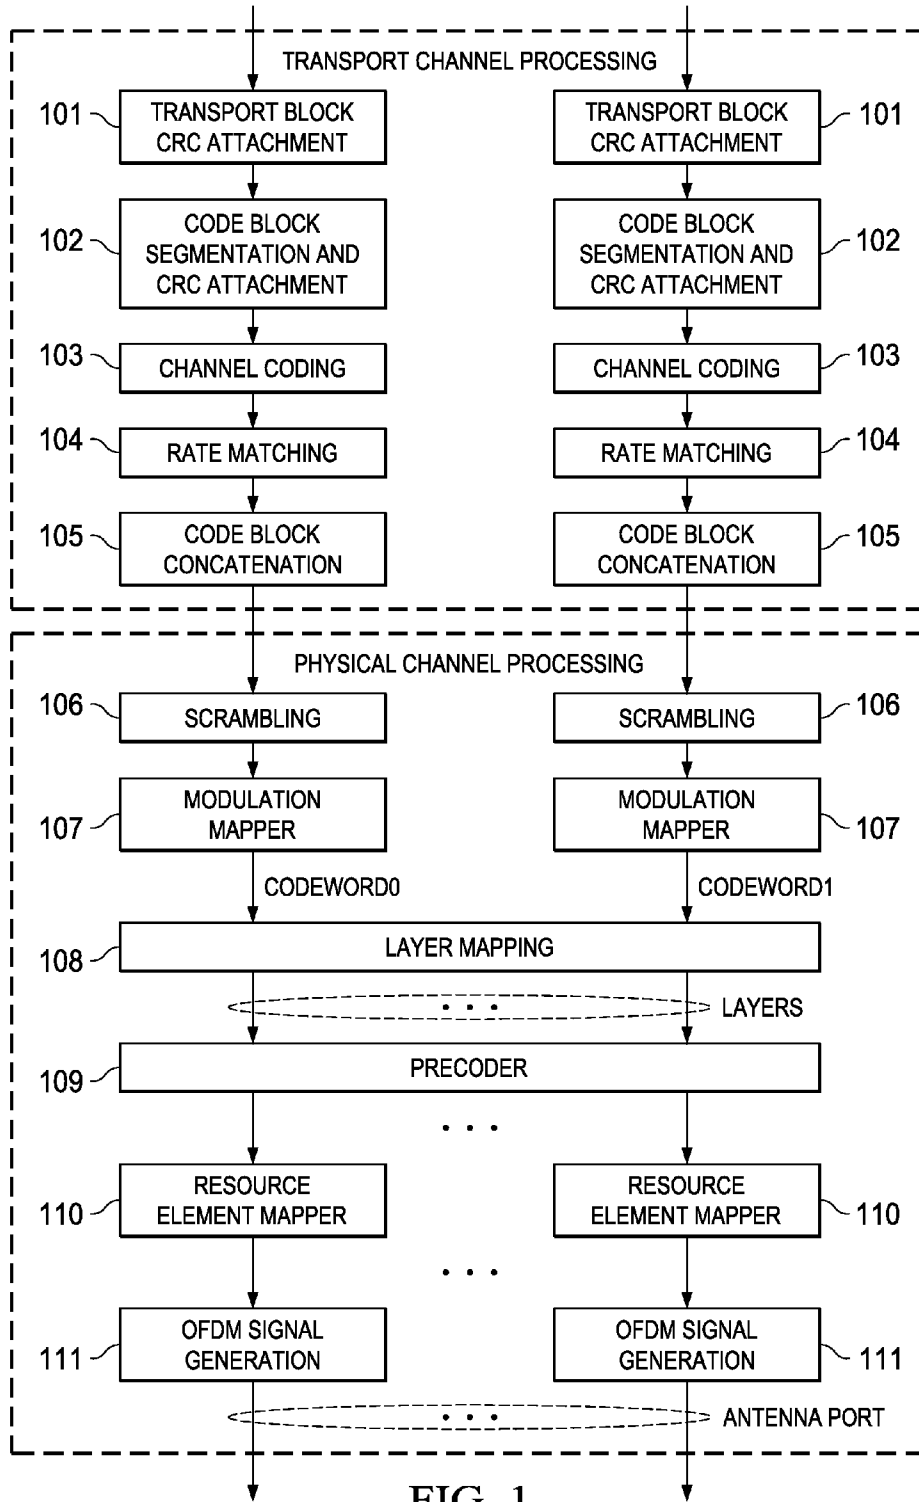 TRANSPORT CHANNEL PROCESSING
101 TRANSPORT BLOCK CRC ATTACHMENT TRANSPORT BLOCK CRC ATTACHMENT 101
102 CODE BLOCK SEGMENTATION AND CRC ATTACHMENT CODE BLOCK SEGMENTATION AND CRC ATTACHMENT 102
103 CHANNEL CODING CHANNEL CODING 103
104 RATE MATCHING RATE MATCHING 104
105 CODE BLOCK CONCATENATION CODE BLOCK CONCATENATION 105
PHYSICAL CHANNEL PROCESSING
106 SCRAMBLING SCRAMBLING 106
107 MODULATION MAPPER MODULATION MAPPER 107
CODEWORD0 CODEWORD1
108 LAYER MAPPING
. . . LAYERS
109 PRECODER
. . .
110 RESOURCE ELEMENT MAPPER RESOURCE ELEMENT MAPPER 110
. . .
111 OFDM SIGNAL GENERATION OFDM SIGNAL GENERATION 111
. . . ANTENNA PORT
FIG. 1